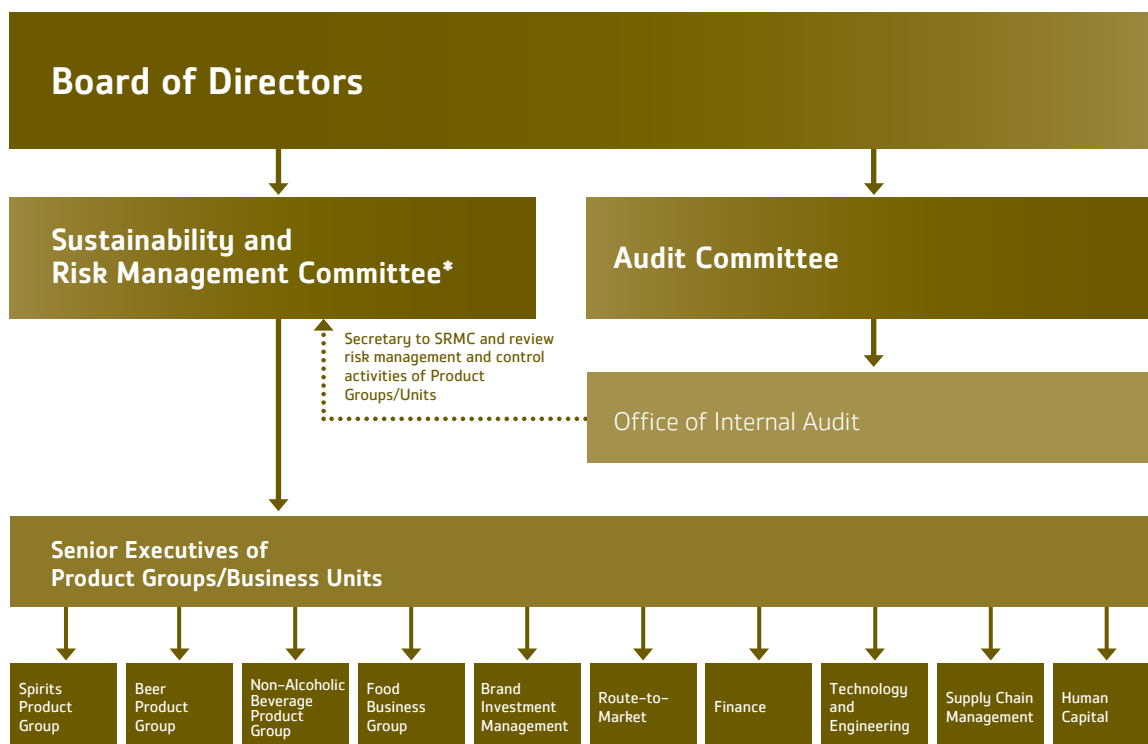 Board of Directors
Sustainability and
Risk Management Committee*
Audit Committee
Secretary to SRMC and review
risk management and control
activities of Product
Groups/Units
Office of Internal Audit
Senior Executives of
Product Groups/Business Units
Spirits
Product
Group
Beer
Product
Group
Non-Alcoholic
Beverage
Product
Group
Food
Business
Group
Brand
Investment
Management
Route-to-
Market
Finance
Technology
and
Engineering
Supply Chain
Management
Human
Capital